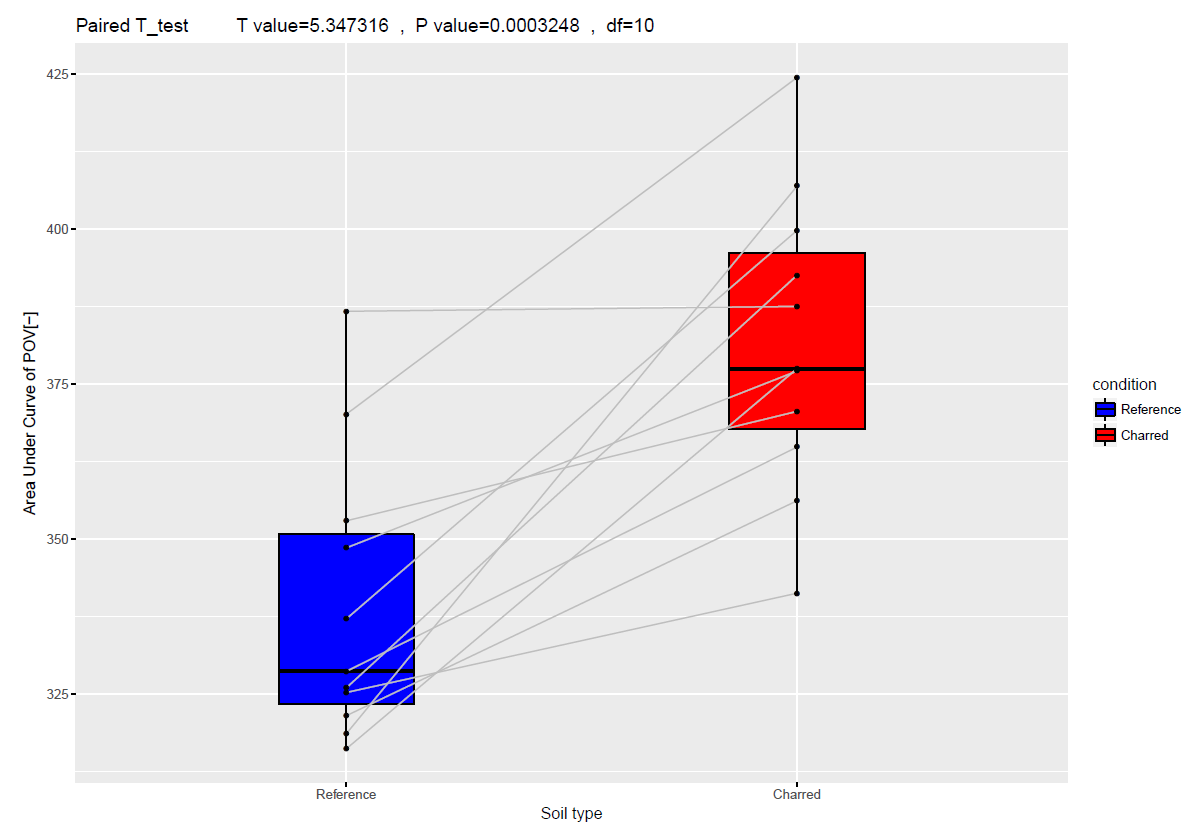 Paired T_test T value=5.347316 , P value=0.0003248 , df=10
425
400
375
350
325
Area Under Curve of POV[−]
Reference
Charred
Soil type
condition
Reference
Charred